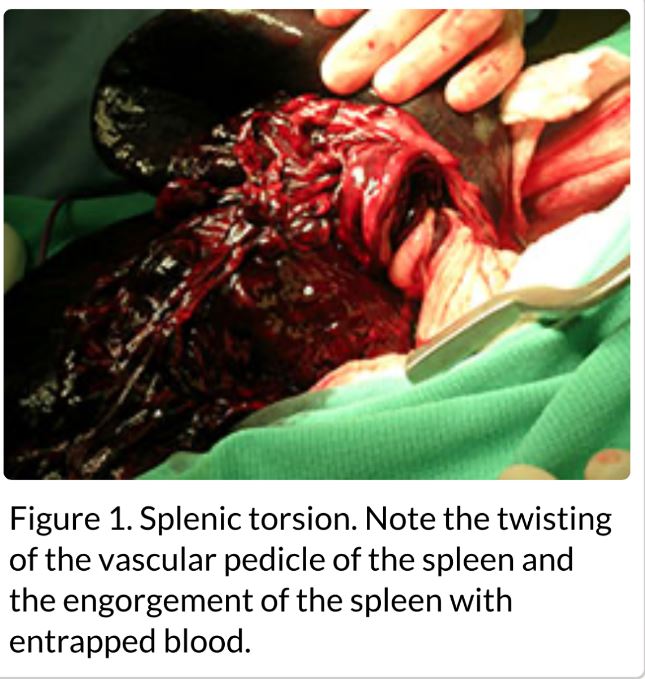 Figure 1. Splenic torsion. Note the twisting
of the vascular pedicle of the spleen and
the engorgement of the spleen with
entrapped blood.